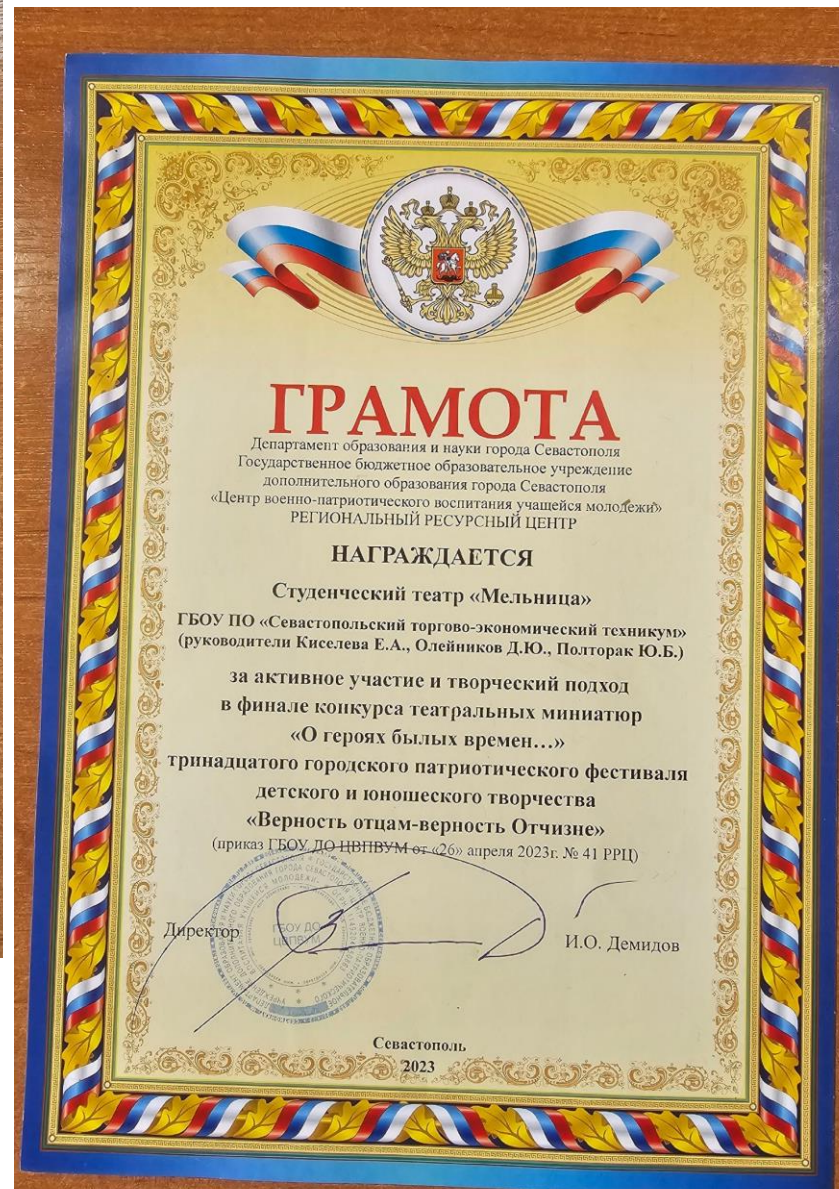 ГРАМОТА
Департамент образования и науки города Севастополя
Государственное бюджетное образовательное учреждение
дополнительного образования города Севастополя
«Центр военно-патриотического воспитания учащейся молодежи»
РЕГИОНАЛЬНЫЙ РЕСУРСНЫЙ ЦЕНТР
НАГРАЖДАЕТСЯ
Студенческий театр «Мельница»
ГБОУ ПО «Севастопольский торгово-экономический техникум»
(руководители Киселева Е.А., Олейников Д.Ю., Полторак Ю.Б.)
за активное участие и творческий подход
в финале конкурса театральных миниатюр
«О героях былых времен…»
тринадцатого городского патриотического фестиваля
детского и юношеского творчества
«Верность отцам-верность Отчизне»
(приказ ГБОУ ДО ЦВПВУМ от «26» апреля 2023г. № 41 РРЦ)
Директор
ГБОУ ДО
ЦВПВУМ
И.О. Демидов
Севастополь
2023